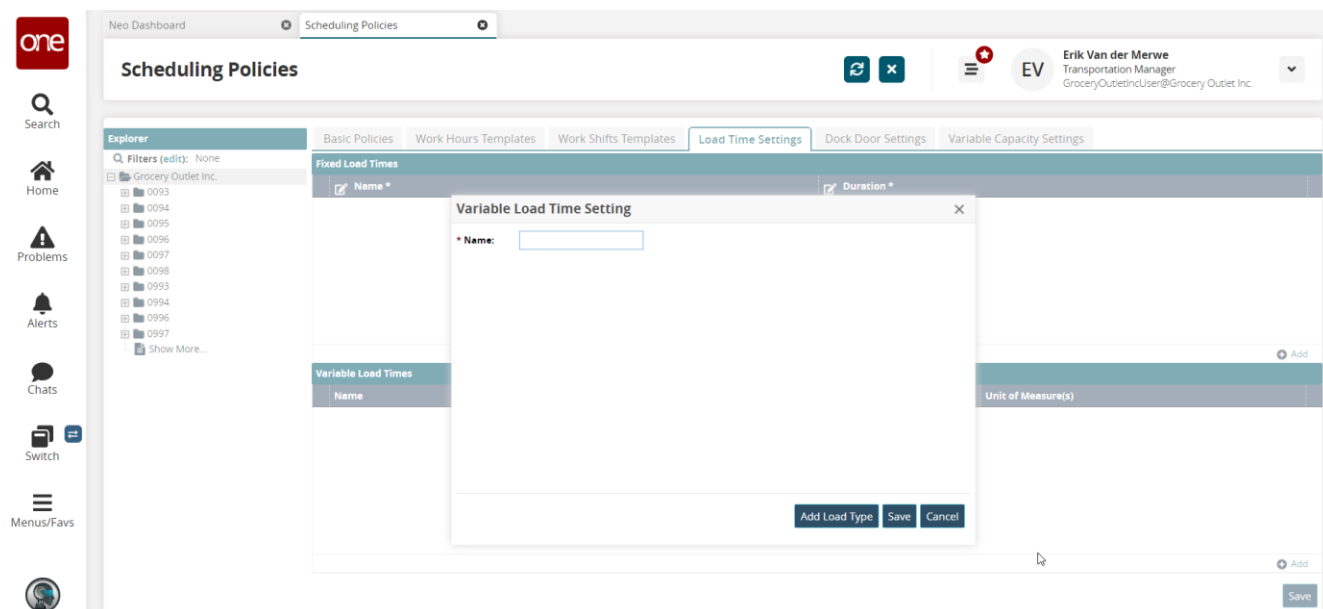 Neo Dashboard
Scheduling Policies
one
Scheduling Policies
EV
Erik Van der Merwe
Transportation Manager
GroceryOutletIncUser@Grocery Outlet Inc.
Search
Home
Problems
Alerts
Chats
Switch
Menus/Favs
Explorer
Filters (edit): None
Grocery Outlet Inc.
0093
0094
0095
0096
0097
0098
0993
0994
0996
0997
Show More...
Basic Policies Work Hours Templates Work Shifts Templates Load Time Settings Dock Door Settings Variable Capacity Settings
Fixed Load Times
Name * Duration *
Variable Load Time Setting
* Name:
Add Load Type Save Cancel
Add
Variable Load Times
Name Unit of Measure(s)
Add
Save